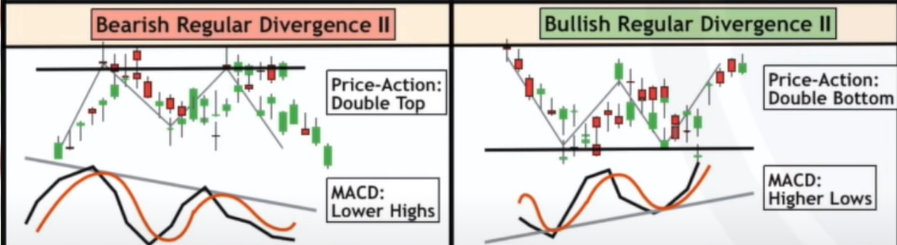 Bearish Regular Divergence II
Price-Action:
Double Top
MACD:
Lower Highs
Bullish Regular Divergence II
Price-Action:
Double Bottom
MACD:
Higher Lows